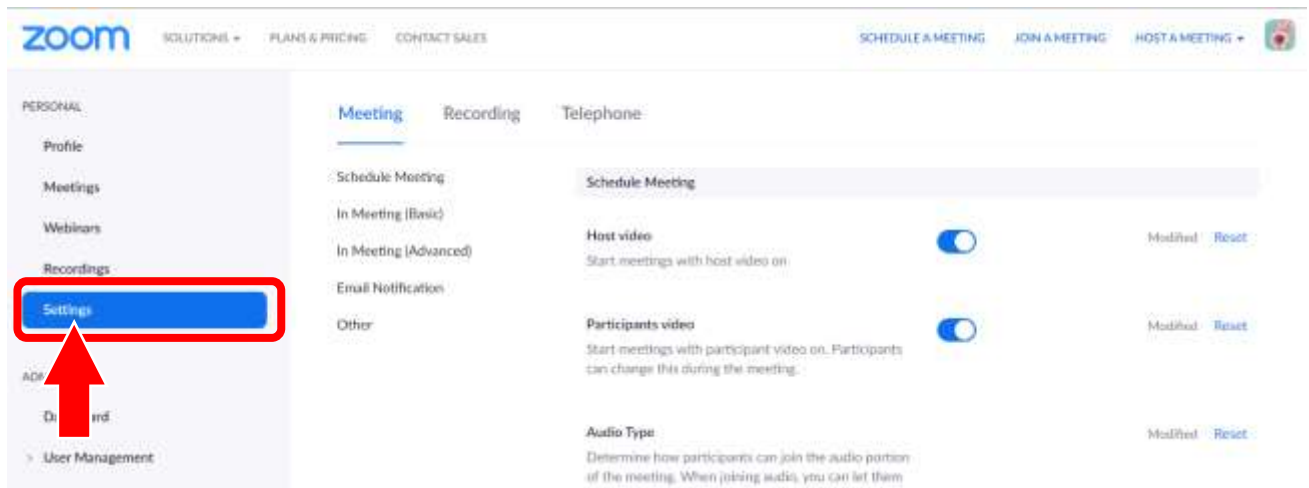 zoom SOLUTIONS PLANS & PRICING CONTACT SALES SCHEDULE A MEETING JOIN A MEETING HOST A MEETING
PERSONAL
Profile
Meetings
Webinars
Recordings
Settings
User Management
Meeting Recording Telephone
Schedule Meeting
In Meeting (Basic)
In Meeting (Advanced)
Email Notification
Other
Schedule Meeting
Host video Modified Reset
Start meetings with host video on
Participants video Modified Reset
Start meetings with participant video on. Participants
can change this during the meeting.
Audio Type Modified Reset
Determine how participants can join the audio portion
of the meeting. When joining audio, you can let them